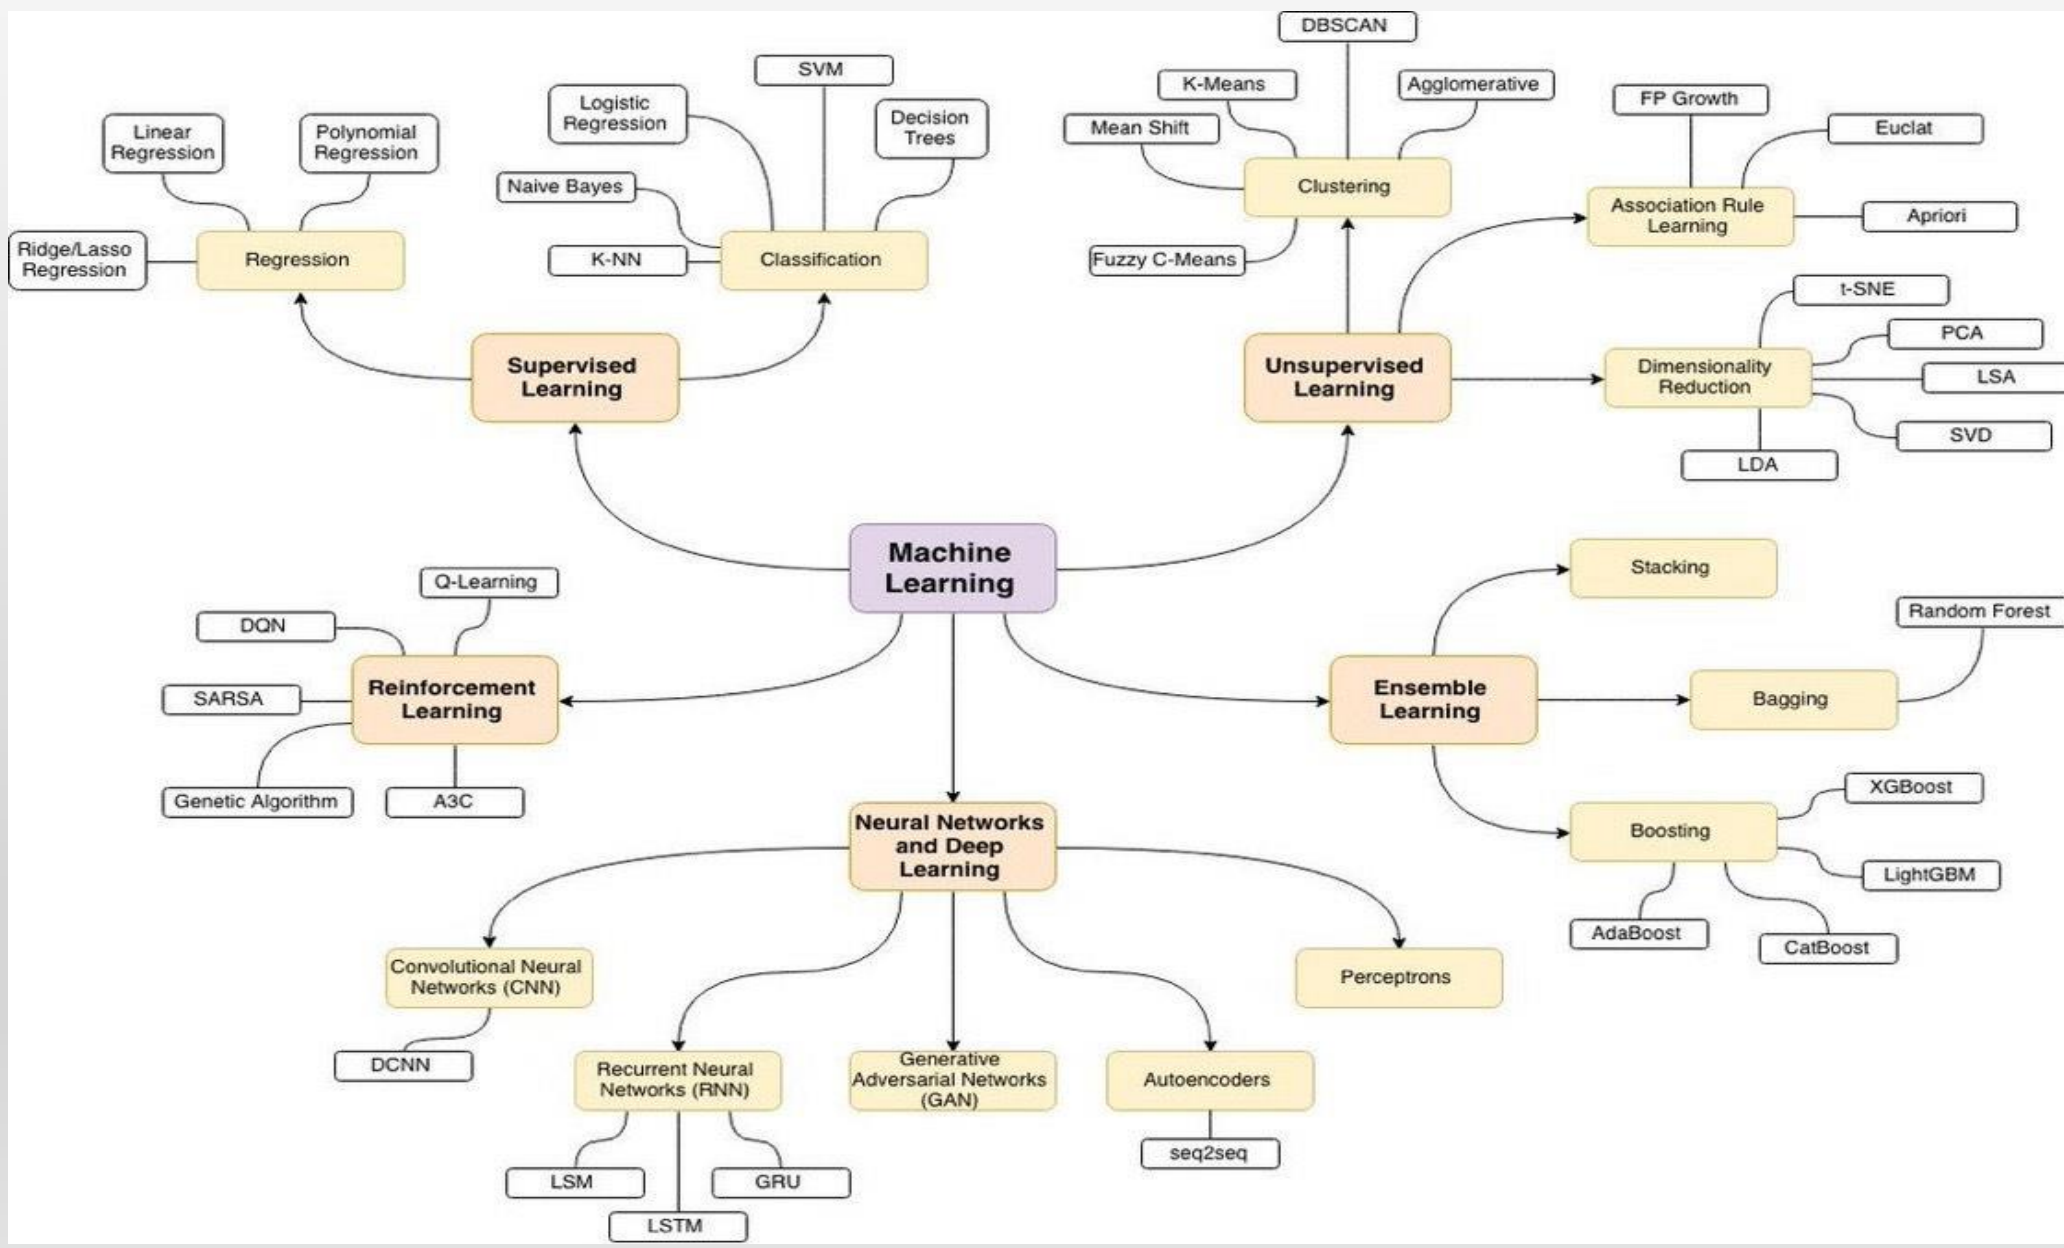 DBSCAN
SVM
K-Means
Agglomerative
FP Growth
Logistic
Regression
Decision
Trees
Linear
Regression
Polynomial
Regression
Mean Shift
Euclat
Naive Bayes
Clustering
Association Rule
Learning
Apriori
Ridge/Lasso
Regression
Regression
K-NN
Classification
Fuzzy C-Means
t-SNE
PCA
Supervised
Learning
Unsupervised
Learning
Dimensionality
Reduction
LSA
SVD
LDA
Machine
Learning
Stacking
Q-Learning
DQN
Random Forest
Reinforcement
Learning
SARSA
Ensemble
Learning
Bagging
Genetic Algorithm
A3C
XGBoost
Neural Networks
and Deep
Learning
Boosting
LightGBM
AdaBoost
CatBoost
Convolutional Neural
Networks (CNN)
Perceptrons
DCNN
Recurrent Neural
Networks (RNN)
Generative
Adversarial Networks
(GAN)
Autoencoders
seq2seq
LSM
GRU
LSTM